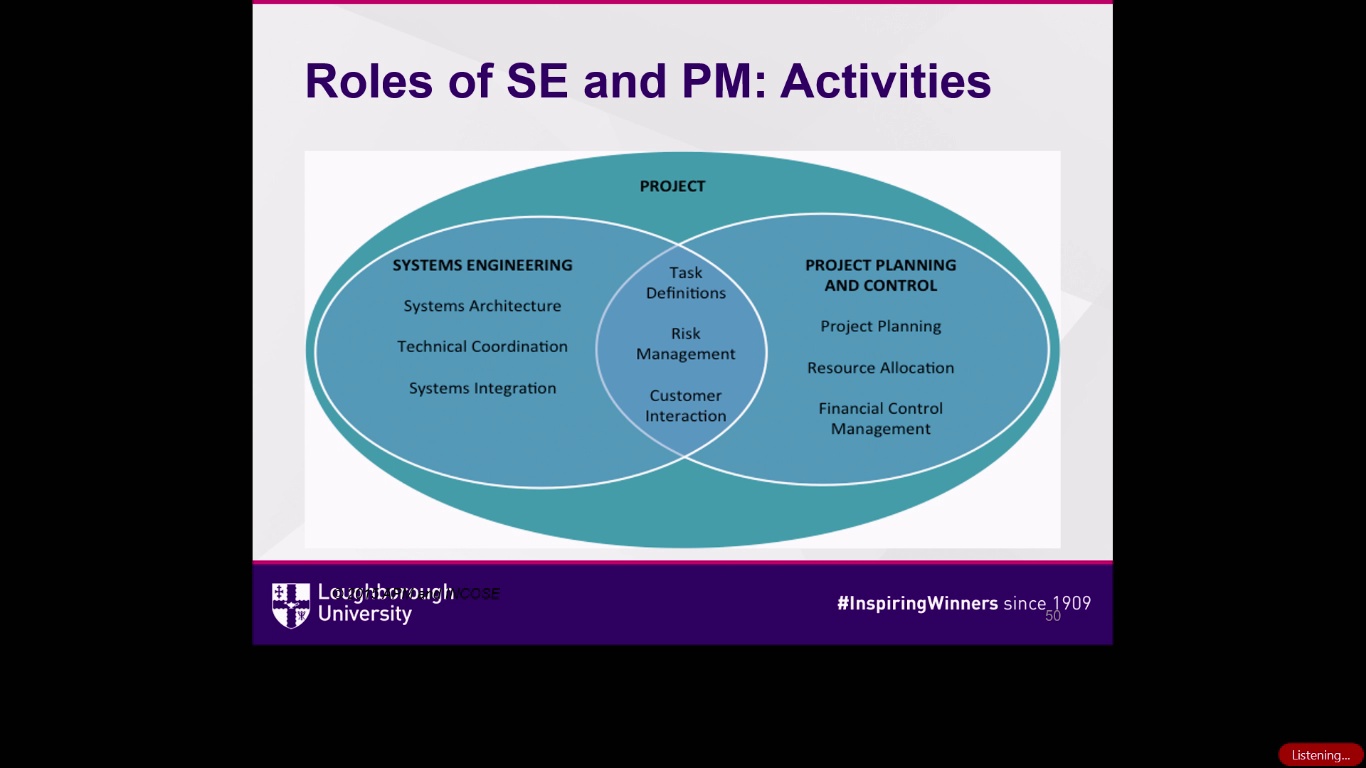 Roles of SE and PM: Activities
PROJECT
SYSTEMS ENGINEERING
Systems Architecture
Technical Coordination
Systems Integration
Task
Definitions
Risk
Management
Customer
Interaction
PROJECT PLANNING
AND CONTROL
Project Planning
Resource Allocation
Financial Control
Management
Loughborough
University
INCOSE
#InspiringWinners since 1909
50
Listening...